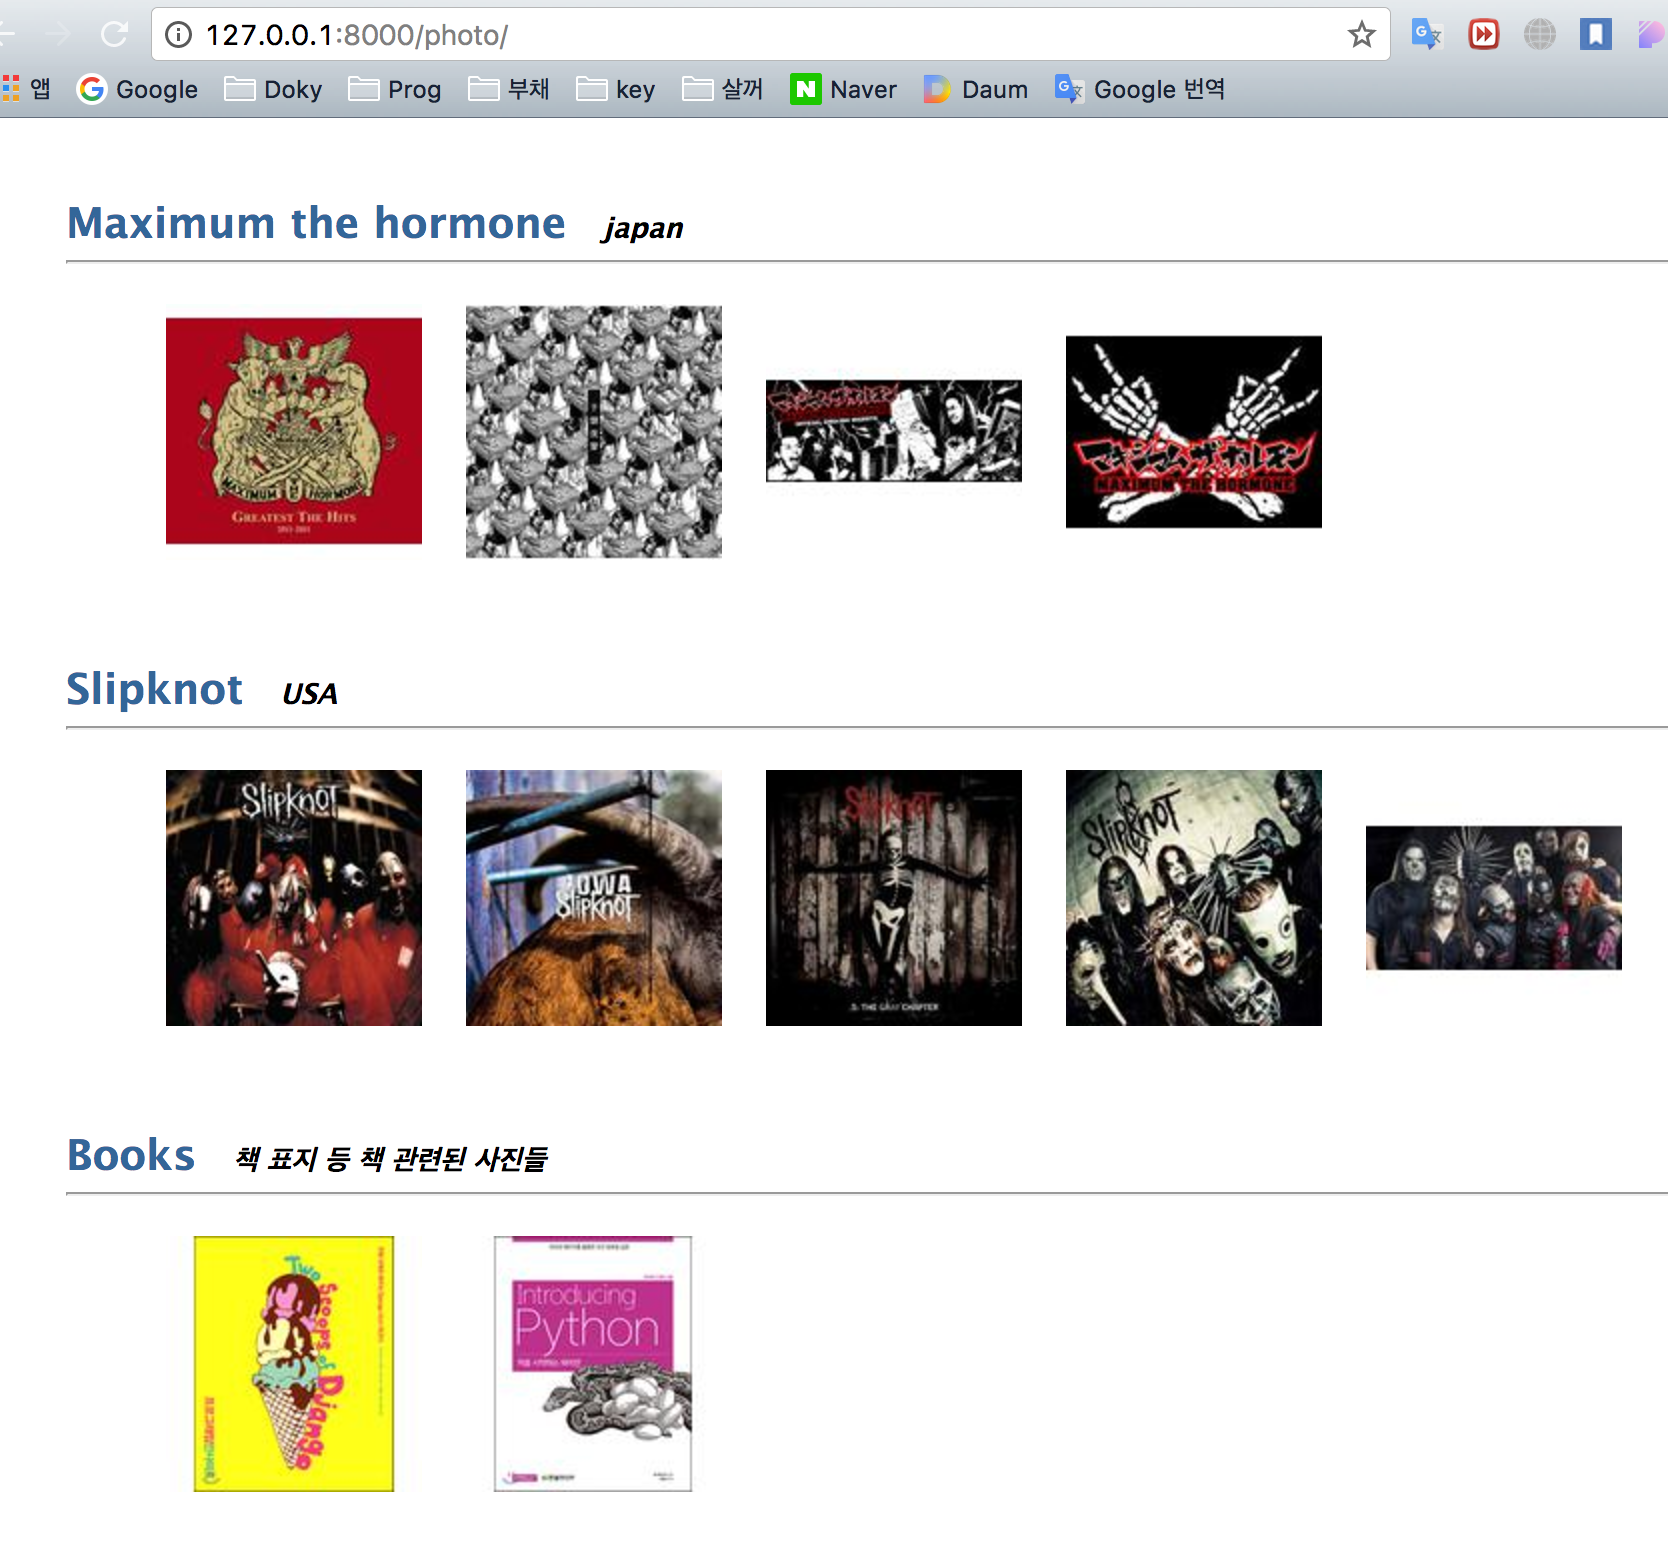 127.0.0.1:8000/photo/
앱 Google Doky Prog 부채 key 살꺼 Naver Daum Google 번역
Maximum the hormone japan
MAXIMUM THE HORMONE
GREATEST THE HITS
マキシマム ザ ホルモン
MAXIMUM THE HORMONE
Slipknot USA
SlipKnoT
IOWA
SlipKnoT
SlipKnoT
.5: THE GRAY CHAPTER
SlipKnoT
Books 책 표지 등 책 관련된 사진들
Two Scoops of Django
Introducing
Python